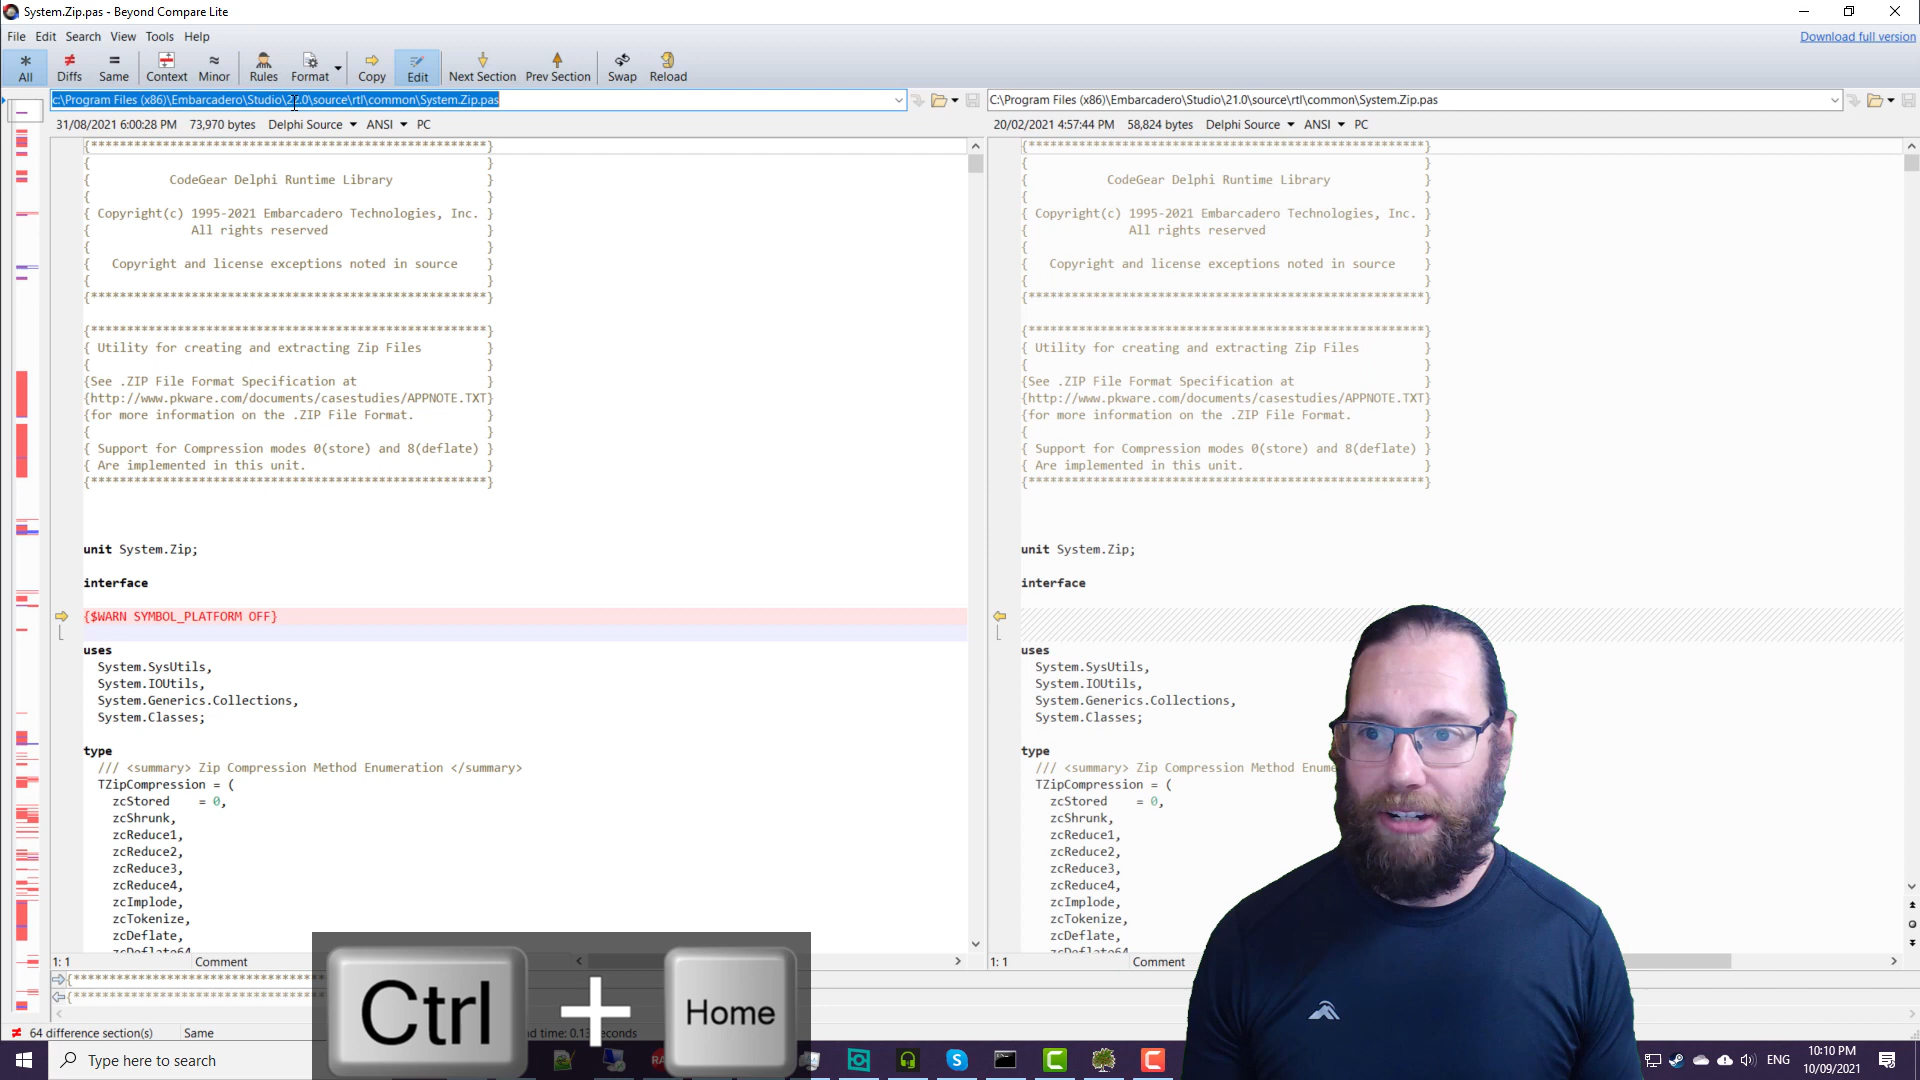 System.Zip.pas - Beyond Compare Lite
File Edit Search View Tools Help Download full version
All Diffs Same Context Minor Rules Format Copy Edit Next Section Prev Section Swap Reload
c:\Program Files (x86)\Embarcadero\Studio\22.0\source\rtl\common\System.Zip.pas
31/08/2021 6:00:28 PM 73,970 bytes Delphi Source ANSI PC
{*******************************************************}
{ }
{ CodeGear Delphi Runtime Library }
{ }
{ Copyright(c) 1995-2021 Embarcadero Technologies, Inc. }
{ All rights reserved }
{ }
{ Copyright and license exceptions noted in source }
{ }
{*******************************************************}
{*******************************************************}
{ Utility for creating and extracting Zip Files }
{ }
{See .ZIP File Format Specification at }
{http://www.pkware.com/documents/casestudies/APPNOTE.TXT}
{for more information on the .ZIP File Format. }
{ }
{ Support for Compression modes 0(store) and 8(deflate) }
{ Are implemented in this unit. }
{*******************************************************}
unit System.Zip;
interface
{$WARN SYMBOL_PLATFORM OFF}
uses
System.SysUtils,
System.IOUtils,
System.Generics.Collections,
System.Classes;
type
/// <summary> Zip Compression Method Enumeration </summary>
TZipCompression = (
zcStored = 0,
zcShrunk,
zcReduce1,
zcReduce2,
zcReduce3,
zcReduce4,
zcImplode,
zcTokenize,
zcDeflate,
zcDeflate64
1: 1 Comment
C:\Program Files (x86)\Embarcadero\Studio\21.0\source\rtl\common\System.Zip.pas
20/02/2021 4:57:44 PM 58,824 bytes Delphi Source ANSI PC
{*******************************************************}
{ }
{ CodeGear Delphi Runtime Library }
{ }
{ Copyright(c) 1995-2021 Embarcadero Technologies, Inc. }
{ All rights reserved }
{ }
{ Copyright and license exceptions noted in source }
{ }
{*******************************************************}
{*******************************************************}
{ Utility for creating and extracting Zip Files }
{ }
{See .ZIP File Format Specification at }
{http://www.pkware.com/documents/casestudies/APPNOTE.TXT}
{for more information on the .ZIP File Format. }
{ }
{ Support for Compression modes 0(store) and 8(deflate) }
{ Are implemented in this unit. }
{*******************************************************}
unit System.Zip;
interface
uses
System.SysUtils,
System.IOUtils,
System.Generics.Collections,
System.Classes;
type
/// <summary> Zip Compression Method
TZipCompression = (
zcStored = 0,
zcShrunk,
zcReduce1,
zcReduce2,
zcReduce3,
zcReduce4,
zcImplode,
zcTokenize,
zcDeflate,
zcDeflate64
1: 1 Comment
{***********************************
{***********************************
64 difference section(s) Same
Ctrl + Home
Type here to search
ENG 10:10 PM
10/09/2021